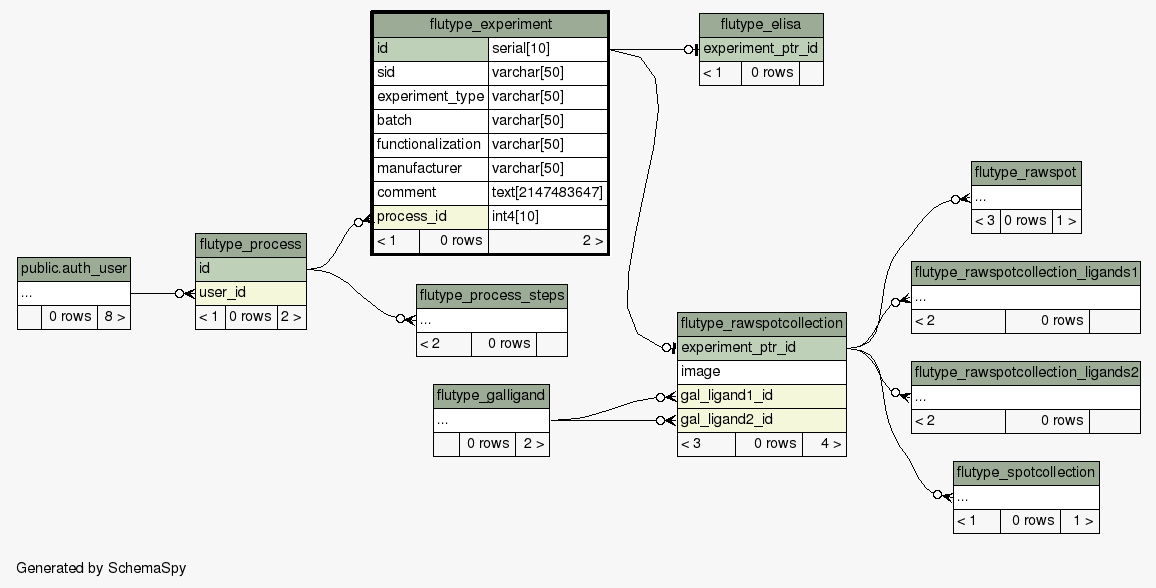 flutype_experiment
id serial[10]
sid varchar[50]
experiment_type varchar[50]
batch varchar[50]
functionalization varchar[50]
manufacturer varchar[50]
comment text[2147483647]
process_id int4[10]
< 1 0 rows 2 >
flutype_elisa
experiment_ptr_id
< 1 0 rows
public.auth_user
...
0 rows 8 >
flutype_process
id
user_id
< 1 0 rows 2 >
flutype_process_steps
...
< 2 0 rows
flutype_galligand
...
0 rows 2 >
flutype_rawspotcollection
experiment_ptr_id
image
gal_ligand1_id
gal_ligand2_id
< 3 0 rows 4 >
flutype_rawspot
...
< 3 0 rows 1 >
flutype_rawspotcollection_ligands1
...
< 2 0 rows
flutype_rawspotcollection_ligands2
...
< 2 0 rows
flutype_spotcollection
...
< 1 0 rows 1 >
Generated by SchemaSpy